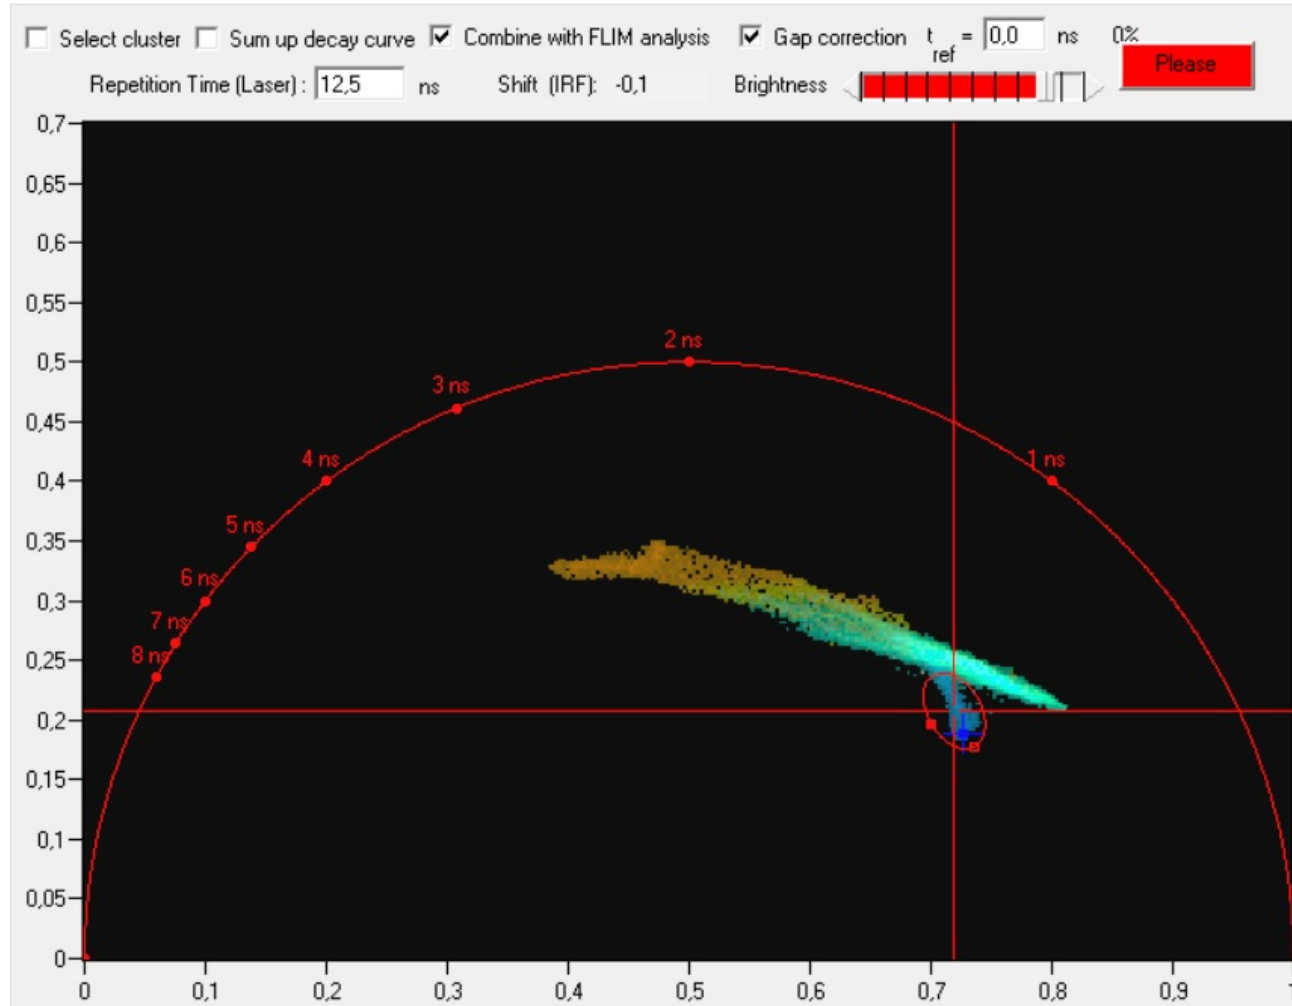 Select cluster Sum up decay curve Combine with FLIM analysis Gap correction t ref = 0,0 ns 0%
Please
Repetition Time (Laser) : 12,5 ns Shift (IRF): -0,1 Brightness
0,7
0,65
0,6
0,55
0,5
0,45
0,4
0,35
0,3
0,25
0,2
0,15
0,1
0,05
0
2 ns
3 ns
4 ns
1 ns
5 ns
6 ns
7 ns
8 ns
0 0,1 0,2 0,3 0,4 0,5 0,6 0,7 0,8 0,9 1